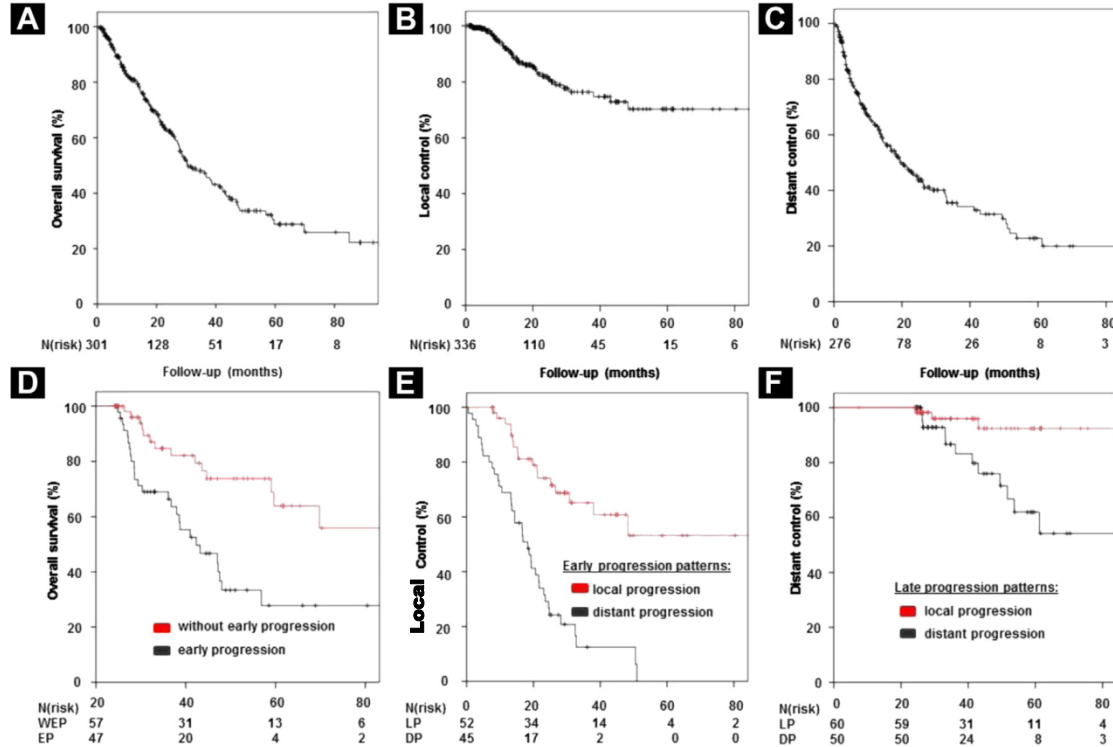 A
Overall survival (%)
100
80
60
40
20
0
0 20 40 60 80
N(risk) 301 128 51 17 8
Follow-up (months)
B
Local control (%)
100
80
60
40
20
0
0 20 40 60 80
N(risk) 336 110 45 15 6
Follow-up (months)
C
Distant control (%)
100
80
60
40
20
0
0 20 40 60 80
N(risk) 276 78 26 8 3
Follow-up (months)
D
Overall survival (%)
100
80
60
40
20
0
without early progression
early progression
20 40 60 80
N(risk)
WEP 57 31 13 6
EP 47 20 4 2
E
Local Control (%)
100
80
60
40
20
0
Early progression patterns:
local progression
distant progression
0 20 40 60 80
N(risk)
LP 52 34 14 4 2
DP 45 17 2 0 0
F
Distant control (%)
100
80
60
40
20
0
Late progression patterns:
local progression
distant progression
0 20 40 60 80
N(risk)
LP 60 59 31 11 4
DP 50 50 24 8 3